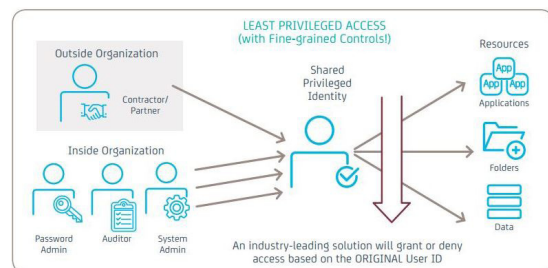 LEAST PRIVILEGED ACCESS
(with Fine-grained Controls!)
Outside Organization
Contractor/
Partner
Inside Organization
Password
Admin
Auditor
System
Admin
Shared
Privileged
Identity
Resources
App
App App
Applications
Folders
Data
An industry-leading solution will grant or deny
access based on the ORIGINAL User ID